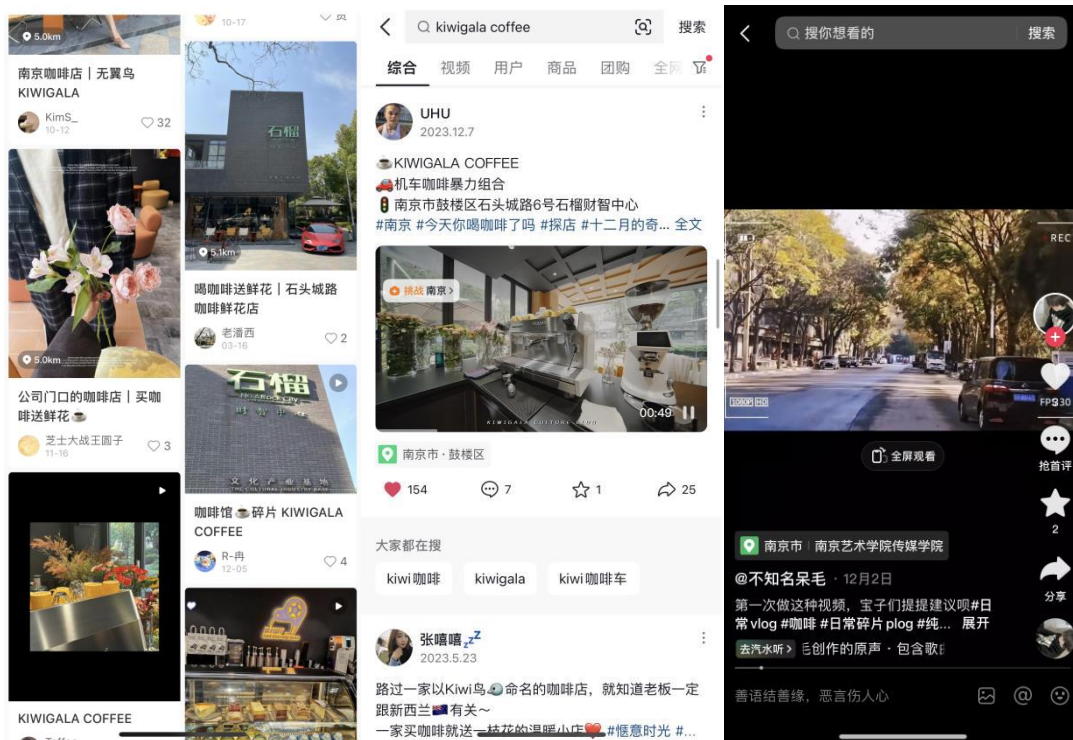 5.0km
南京咖啡店｜无翼鸟
KIWIGALA
KimS_
10-12
32
5.0km
公司门口的咖啡店｜买咖
啡送鲜花☕
芝士大战王圆子
11-16
3
KIWIGALA COFFEE
10-17
石榴
5.1km
喝咖啡送鲜花｜石头城路
咖啡鲜花店
老潘西
03-16
2
石榴
财智中心
文化产业基地
THE CULTURAL INDUSTRY BASE
咖啡馆☕碎片 KIWIGALA
COFFEE
R-冉
12-05
4
kiwigala coffee
搜索
综合 视频 用户 商品 团购 全网
UHU
2023.12.7
☕KIWIGALA COFFEE
🚗机车咖啡暴力组合
🚦南京市鼓楼区石头城路6号石榴财智中心
#南京 #今天你喝咖啡了吗 #探店 #十二月的奇... 全文
挑战 南京 >
00:49
南京市·鼓楼区
154
7
1
25
大家都在搜
kiwi咖啡
kiwigala
kiwi咖啡车
张嘻嘻💤
2023.5.23
路过一家以Kiwi鸟命名的咖啡店，就知道老板一定
跟新西兰🇳🇿有关～
一家买咖啡就送一枝花的温暖小店❤️ #惬意时光 #...
搜你想看的
搜索
REC
1080P HD
FPS30
全屏观看
抢首评
2
分享
南京市｜南京艺术学院传媒学院
@不知名呆毛 · 12月2日
第一次做这种视频，宝子们提提建议呗#日
常vlog #咖啡 #日常碎片plog #纯... 展开
去汽水听 >
创作的原声 · 包含歌
善语结善缘，恶言伤人心